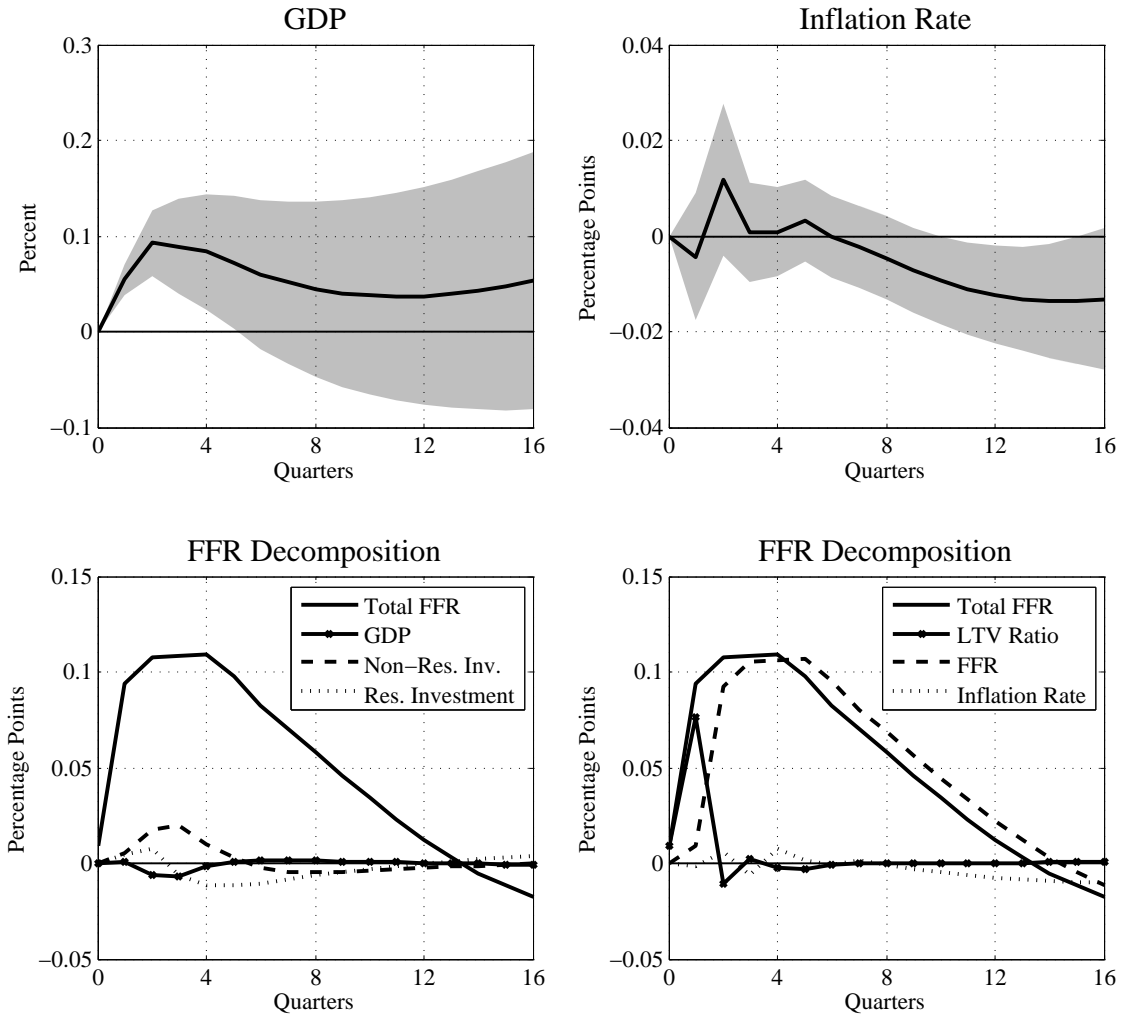 GDP
Percent
0.3
0.2
0.1
0
−0.1
0 4 8 12 16
Quarters
Inflation Rate
Percentage Points
0.04
0.02
0
−0.02
−0.04
0 4 8 12 16
Quarters
FFR Decomposition
Percentage Points
0.15
0.1
0.05
0
−0.05
Total FFR
GDP
Non−Res. Inv.
Res. Investment
0 4 8 12 16
Quarters
FFR Decomposition
Percentage Points
0.15
0.1
0.05
0
−0.05
Total FFR
LTV Ratio
FFR
Inflation Rate
0 4 8 12 16
Quarters